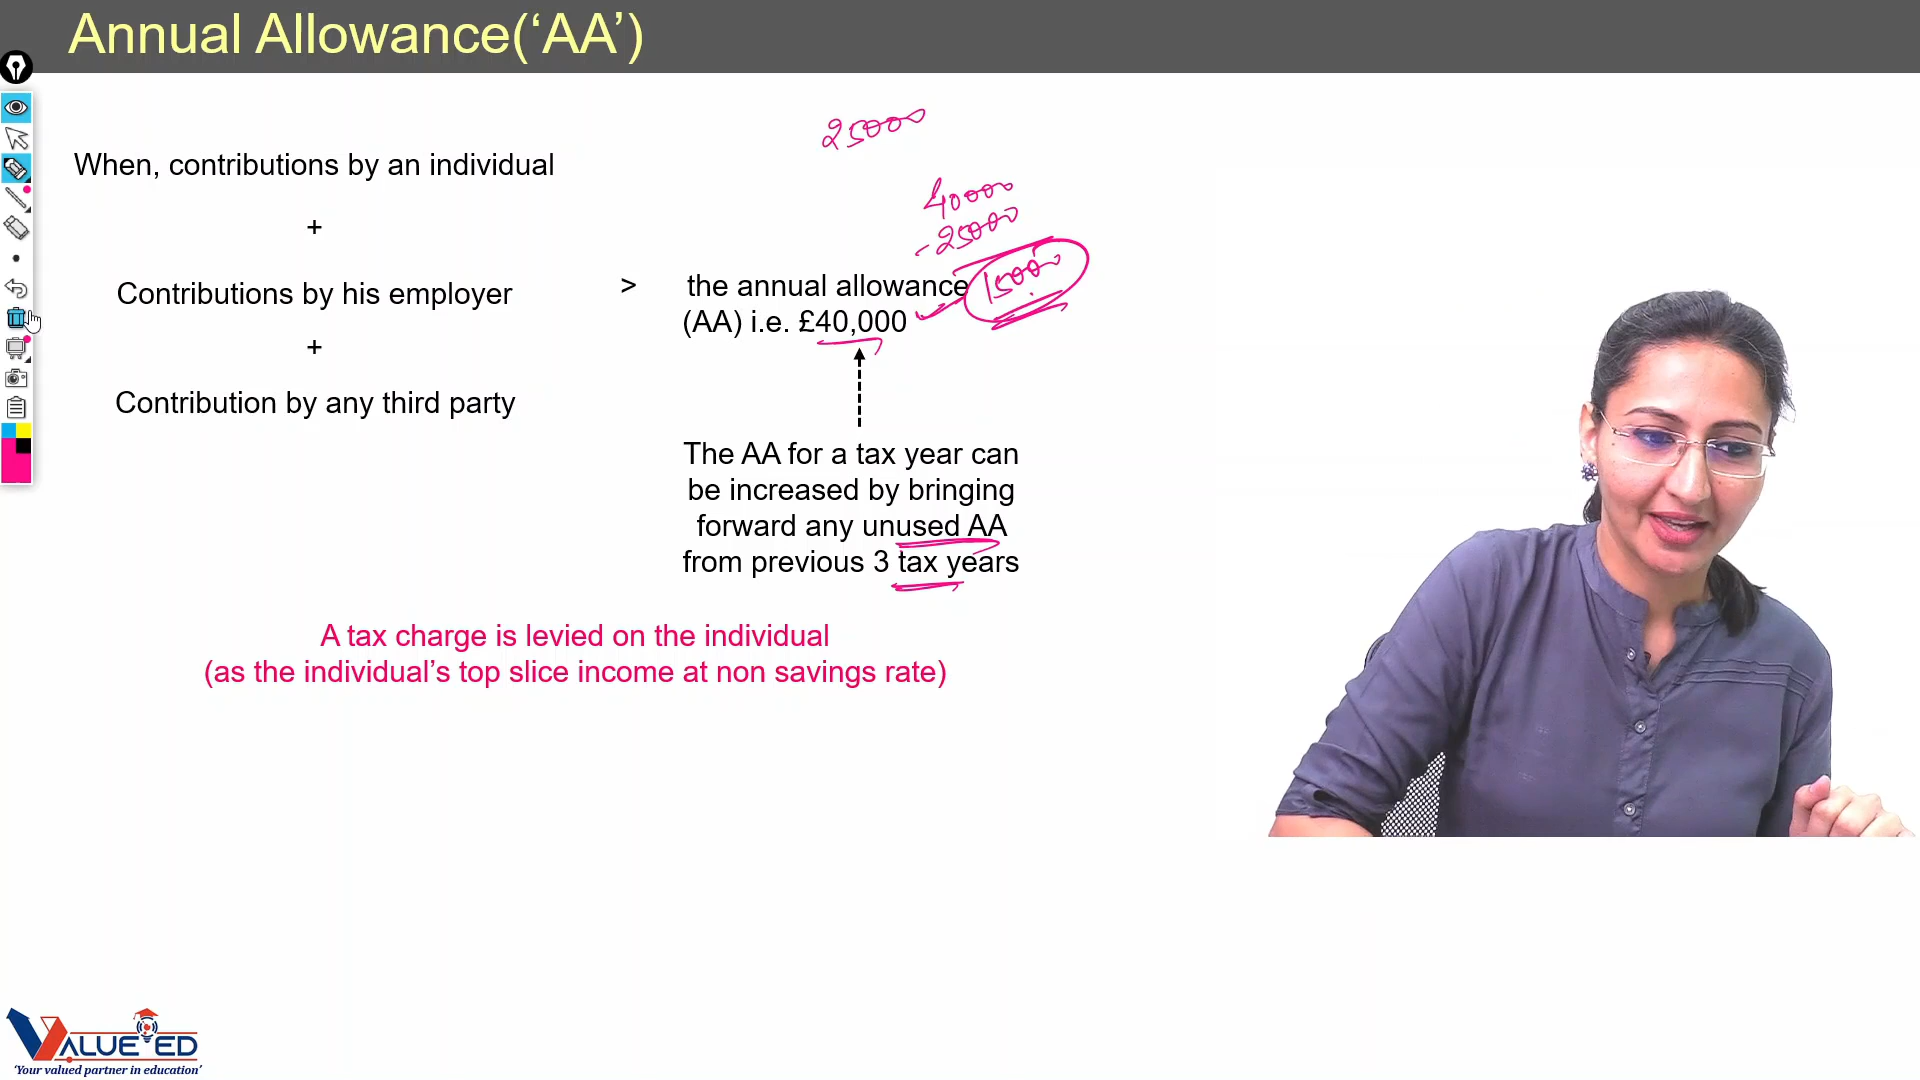 Annual Allowance(‘AA’)
25000
When, contributions by an individual
+
Contributions by his employer
+
Contribution by any third party
>
40000
-25000
15000
the annual allowance
(AA) i.e. £40,000
The AA for a tax year can
be increased by bringing
forward any unused AA
from previous 3 tax years
A tax charge is levied on the individual
(as the individual’s top slice income at non savings rate)
VALUE ED
‘Your valued partner in education’